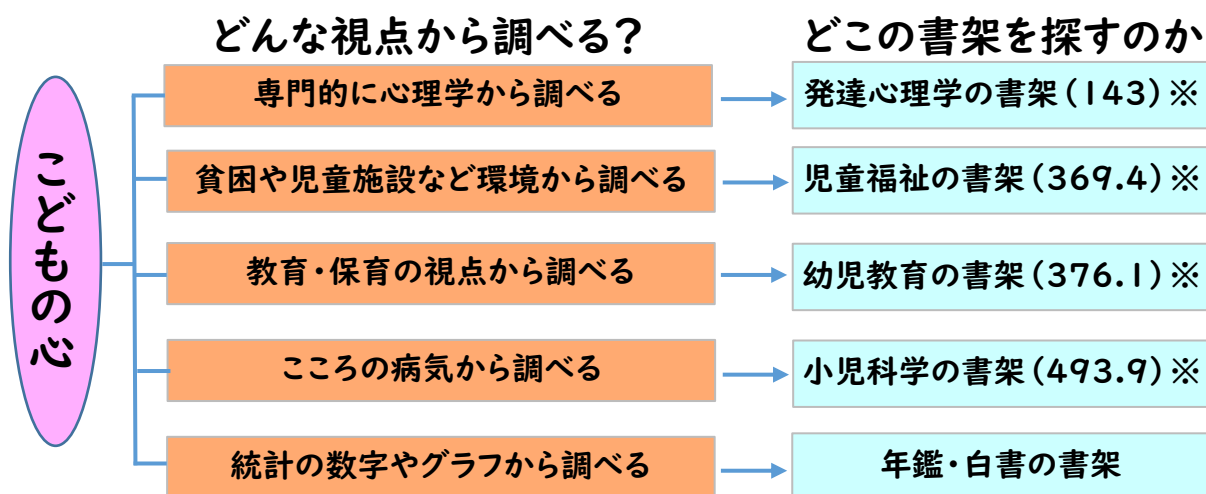 どんな視点から調べる？ どこの書架を探すのか
こどもの心
専門的に心理学から調べる 発達心理学の書架(143)※
貧困や児童施設など環境から調べる 児童福祉の書架(369.4)※
教育・保育の視点から調べる 幼児教育の書架(376.1)※
こころの病気から調べる 小児科学の書架(493.9)※
統計の数字やグラフから調べる 年鑑・白書の書架